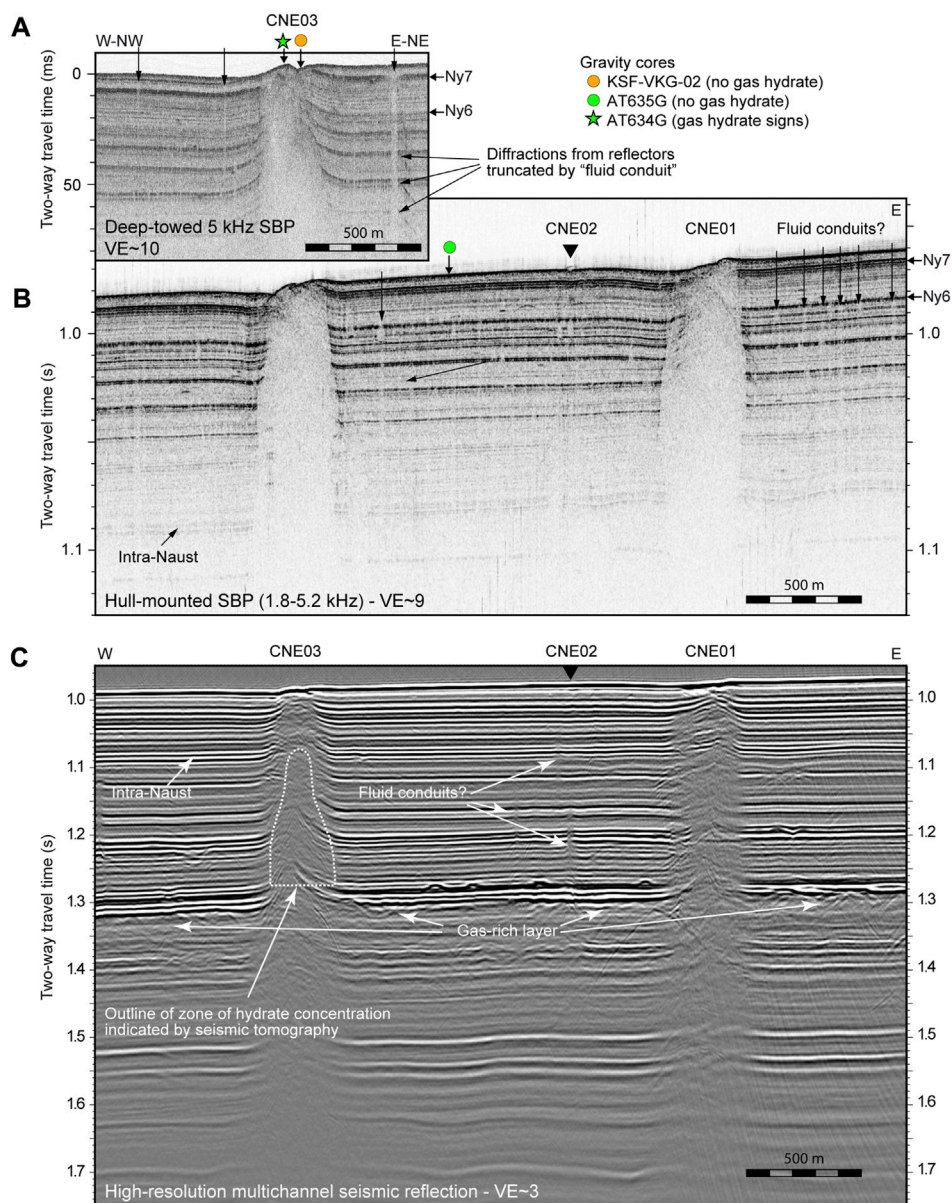 A
CNE03
W-NW
E-NE
Two-way travel time (ms)
0
50
Ny7
Ny6
Gravity cores
KSF-VKG-02 (no gas hydrate)
AT635G (no gas hydrate)
AT634G (gas hydrate signs)
Diffractions from reflectors
truncated by "fluid conduit"
Deep-towed 5 kHz SBP
VE~10
500 m
B
E
CNE02
CNE01
Fluid conduits?
Ny7
Ny6
Two-way travel time (s)
1.0
1.1
1.0
1.1
Intra-Naust
Hull-mounted SBP (1.8-5.2 kHz) - VE~9
500 m
C
W
CNE03
CNE02
CNE01
E
Two-way travel time (s)
1.0
1.1
1.2
1.3
1.4
1.5
1.6
1.7
1.0
1.1
1.2
1.3
1.4
1.5
1.6
1.7
Intra-Naust
Fluid conduits?
Gas-rich layer
Outline of zone of hydrate concentration
indicated by seismic tomography
500 m
High-resolution multichannel seismic reflection - VE~3